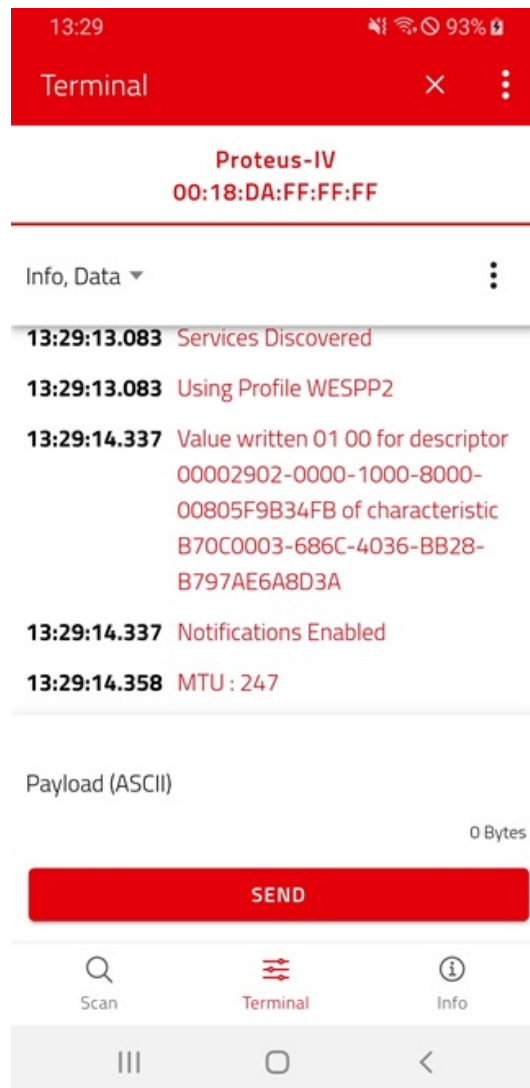 13:29
93%
Terminal
Proteus-IV
00:18:DA:FF:FF:FF
Info, Data
13:29:13.083 Services Discovered
13:29:13.083 Using Profile WESPP2
13:29:14.337 Value written 01 00 for descriptor
00002902-0000-1000-8000-
00805F9B34FB of characteristic
B70C0003-686C-4036-BB28-
B797AE6A8D3A
13:29:14.337 Notifications Enabled
13:29:14.358 MTU : 247
Payload (ASCII)
0 Bytes
SEND
Scan
Terminal
Info